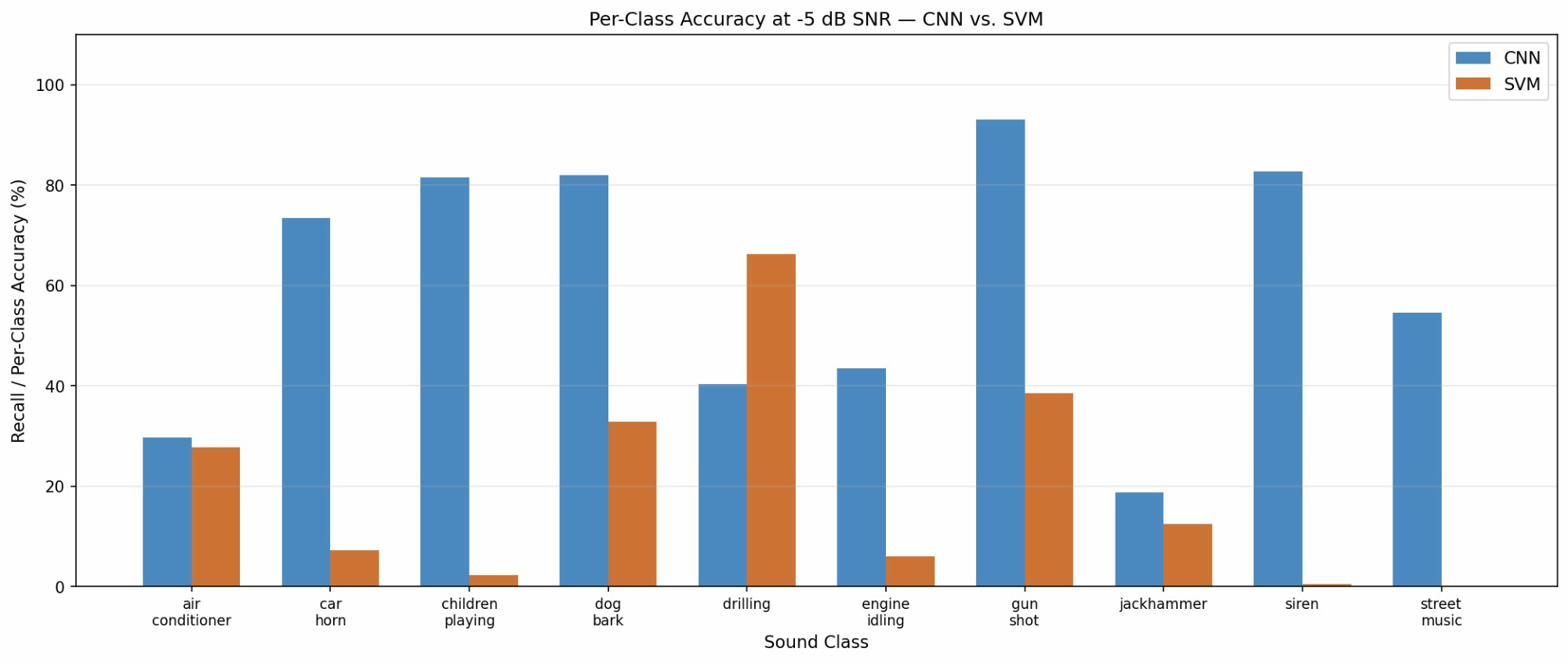 Per-Class Accuracy at -5 dB SNR — CNN vs. SVM
CNN
SVM
Recall / Per-Class Accuracy (%)
100
80
60
40
20
0
air
conditioner
car
horn
children
playing
dog
bark
drilling
engine
idling
gun
shot
jackhammer
siren
street
music
Sound Class